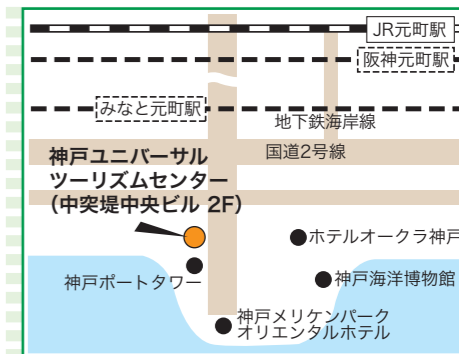 JR元町駅
阪神元町駅
みなと元町駅
地下鉄海岸線
国道2号線
神戸ユニバーサル
ツーリズムセンター
(中突堤中央ビル 2F)
ホテルオークラ神戸
神戸ポートタワー
神戸海洋博物館
神戸メリケンパーク
オリエンタルホテル